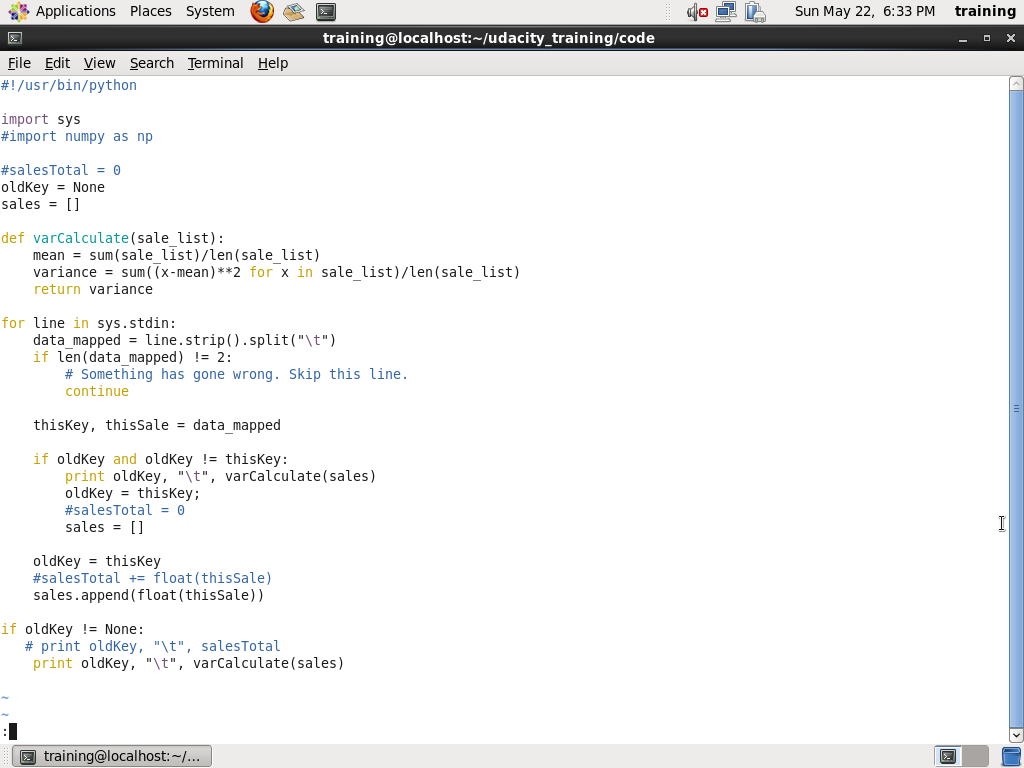 Applications Places System Sun May 22, 6:33 PM training
training@localhost:~/udacity_training/code
File Edit View Search Terminal Help
#!/usr/bin/python

import sys
#import numpy as np

#salesTotal = 0
oldKey = None
sales = []

def varCalculate(sale_list):
    mean = sum(sale_list)/len(sale_list)
    variance = sum((x-mean)**2 for x in sale_list)/len(sale_list)
    return variance

for line in sys.stdin:
    data_mapped = line.strip().split("\t")
    if len(data_mapped) != 2:
        # Something has gone wrong. Skip this line.
        continue

    thisKey, thisSale = data_mapped

    if oldKey and oldKey != thisKey:
        print oldKey, "\t", varCalculate(sales)
        oldKey = thisKey;
        #salesTotal = 0
        sales = []

    oldKey = thisKey
    #salesTotal += float(thisSale)
    sales.append(float(thisSale))

if oldKey != None:
   # print oldKey, "\t", salesTotal
    print oldKey, "\t", varCalculate(sales)

~
~
:
training@localhost:~/...